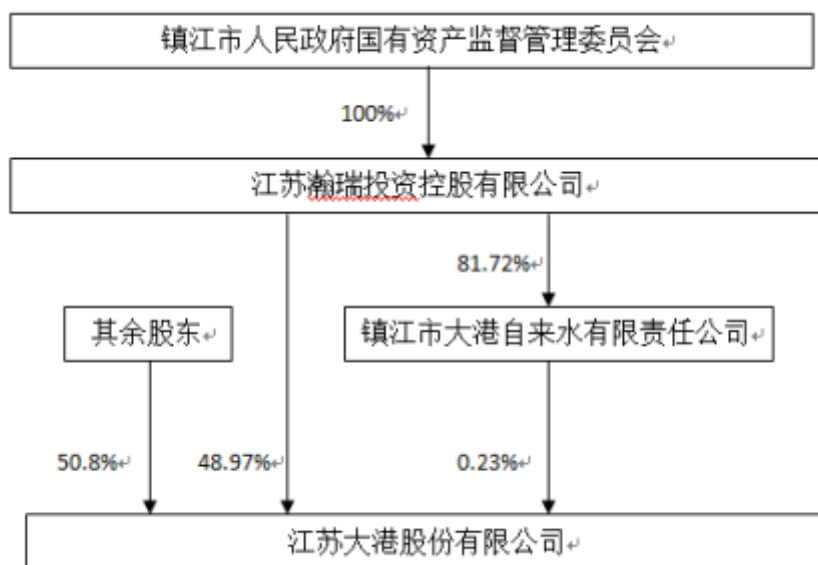 镇江市人民政府国有资产监督管理委员会
100%
江苏瀚瑞投资控股有限公司
81.72%
其余股东
镇江市大港自来水有限责任公司
50.8%
48.97%
0.23%
江苏大港股份有限公司